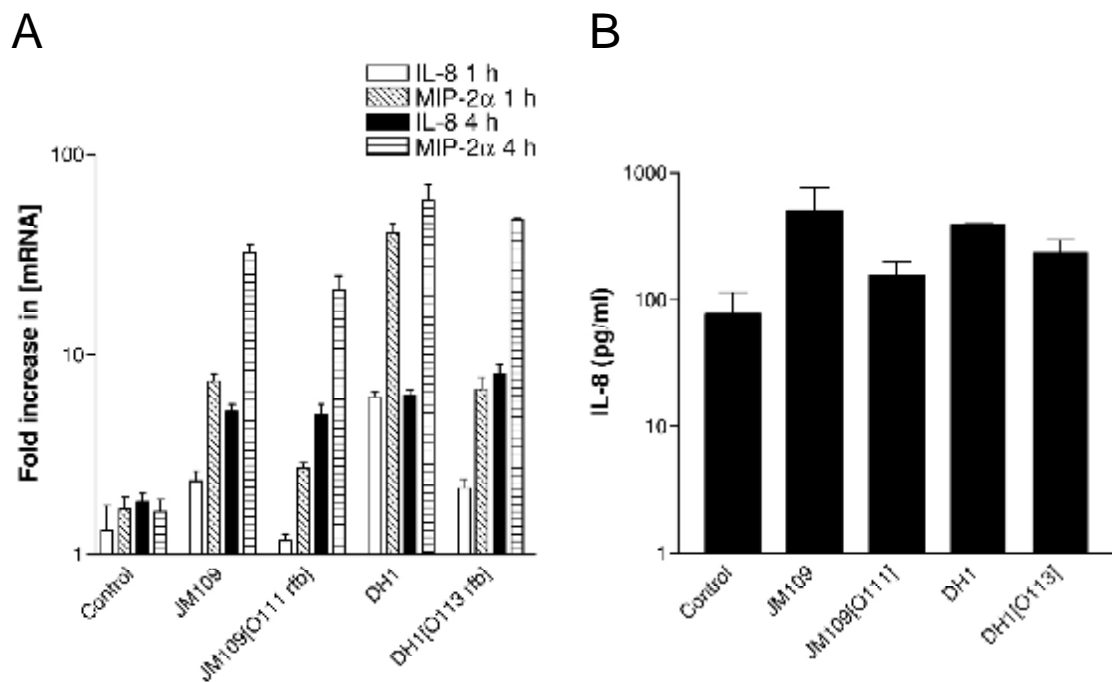 A
B
IL-8 1 h
MIP-2α 1 h
IL-8 4 h
MIP-2α 4 h
100
10
1
Fold increase in [mRNA]
Control
JM109
JM109[O111 rfb]
DH1
DH1[O113 rfb]
1000
100
10
1
IL-8 (pg/ml)
Control
JM109
JM109[O111]
DH1
DH1[O113]